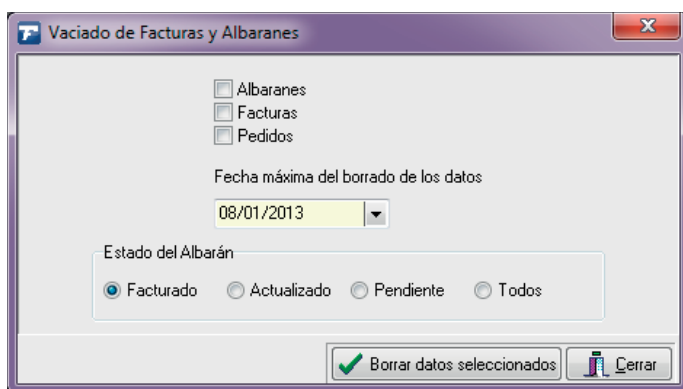 Vaciado de Facturas y Albaranes
Albaranes
Facturas
Pedidos
Fecha máxima del borrado de los datos
08/01/2013
Estado del Albarán
Facturado Actualizado Pendiente Todos
Borrar datos seleccionados Cerrar